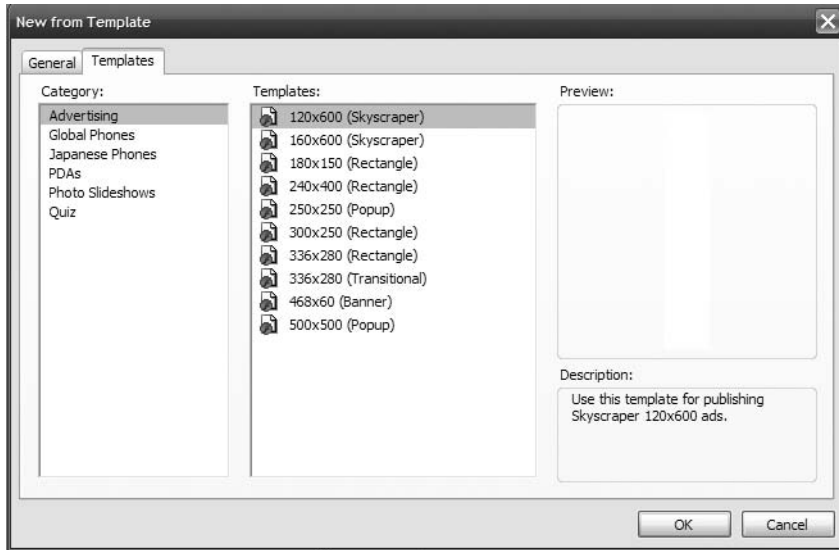 New from Template
General
Templates
Category:
Advertising
Global Phones
Japanese Phones
PDAs
Photo Slideshows
Quiz
Templates:
120x600 (Skyscraper)
160x600 (Skyscraper)
180x150 (Rectangle)
240x400 (Rectangle)
250x250 (Popup)
300x250 (Rectangle)
336x280 (Rectangle)
336x280 (Transitional)
468x60 (Banner)
500x500 (Popup)
Preview:
Description:
Use this template for publishing
Skyscraper 120x600 ads.
OK
Cancel